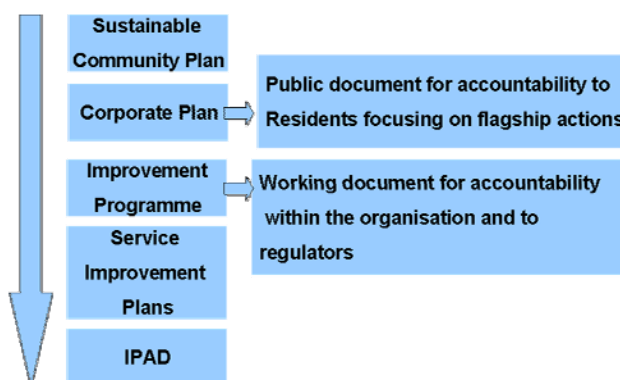 Sustainable
Community Plan
Corporate Plan
Public document for accountability to
Residents focusing on flagship actions
Improvement
Programme
Working document for accountability
within the organisation and to
regulators
Service
Improvement
Plans
IPAD